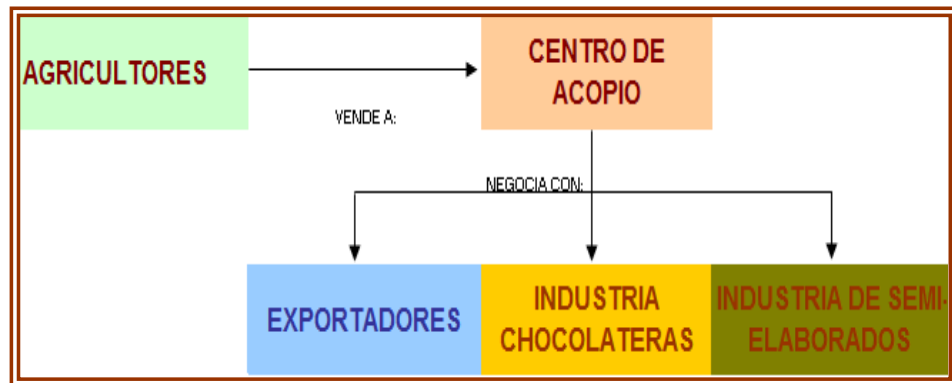 AGRICULTORES
CENTRO DE
ACOPIO
VENDE A:
NEGOCIA CON:
EXPORTADORES
INDUSTRIA
CHOCOLATERAS
INDUSTRIA DE SEMI-
ELABORADOS